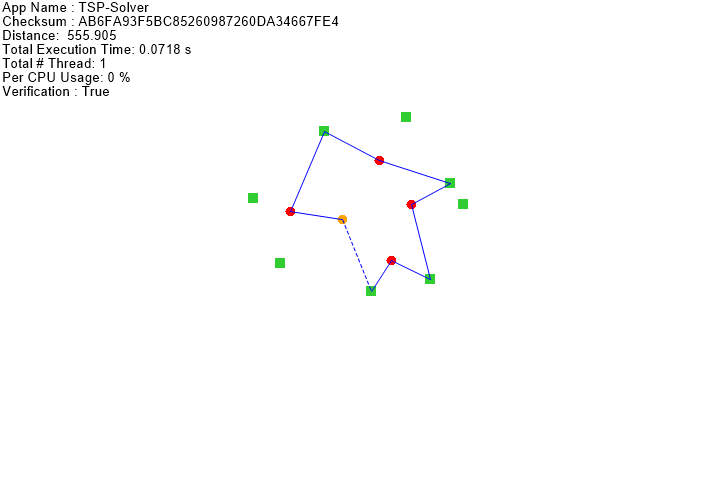 App Name : TSP-Solver
Checksum : AB6FA93F5BC85260987260DA34667FE4
Distance:  555.905
Total Execution Time: 0.0718 s
Total # Thread: 1
Per CPU Usage: 0 %
Verification : True